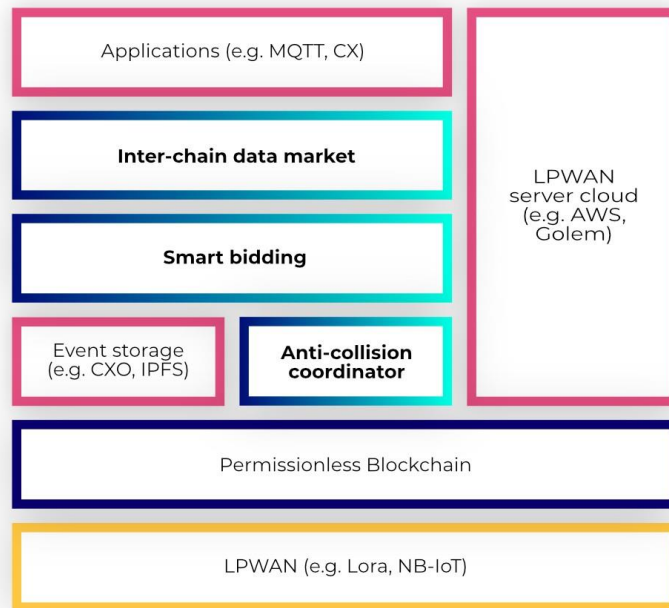 Applications (e.g. MQTT, CX)
Inter-chain data market
Smart bidding
Event storage
(e.g. CXO, IPFS)
Anti-collision
coordinator
LPWAN
server cloud
(e.g. AWS,
Golem)
Permissionless Blockchain
LPWAN (e.g. Lora, NB-IoT)